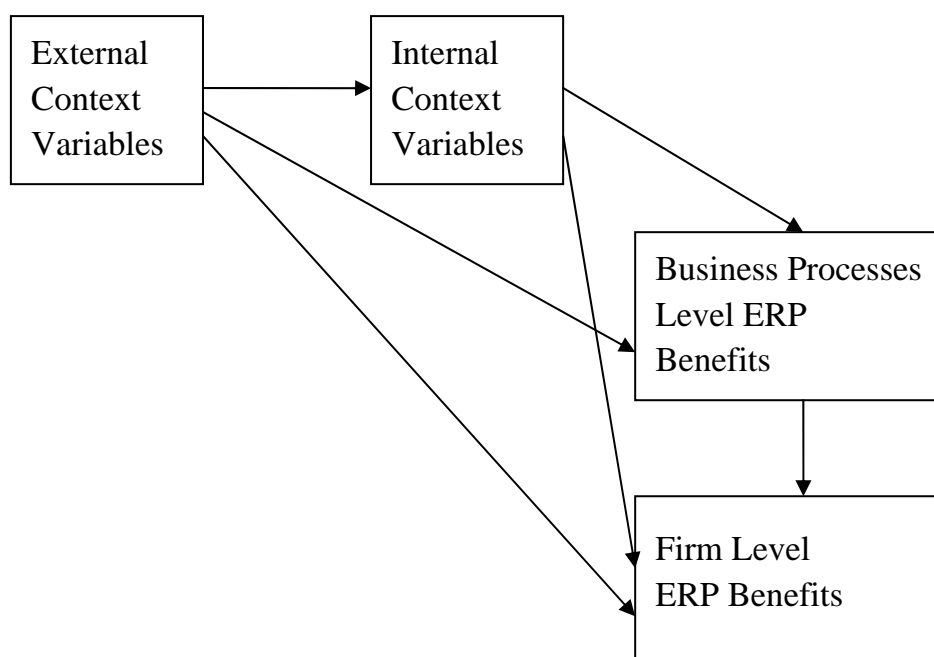 External
Context
Variables
Internal
Context
Variables
Business Processes
Level ERP
Benefits
Firm Level
ERP Benefits